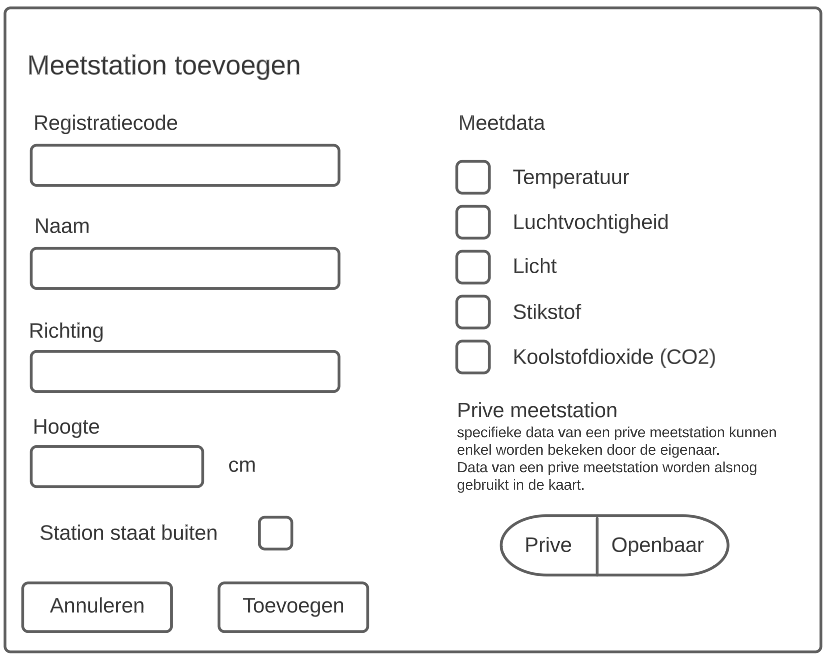 Meetstation toevoegen
Registratiecode
Naam
Richting
Hoogte
cm
Station staat buiten
Annuleren
Toevoegen
Meetdata
Temperatuur
Luchtvochtigheid
Licht
Stikstof
Koolstofdioxide (CO2)
Prive meetstation
specifieke data van een prive meetstation kunnen
enkel worden bekeken door de eigenaar.
Data van een prive meetstation worden alsnog
gebruikt in de kaart.
Prive
Openbaar